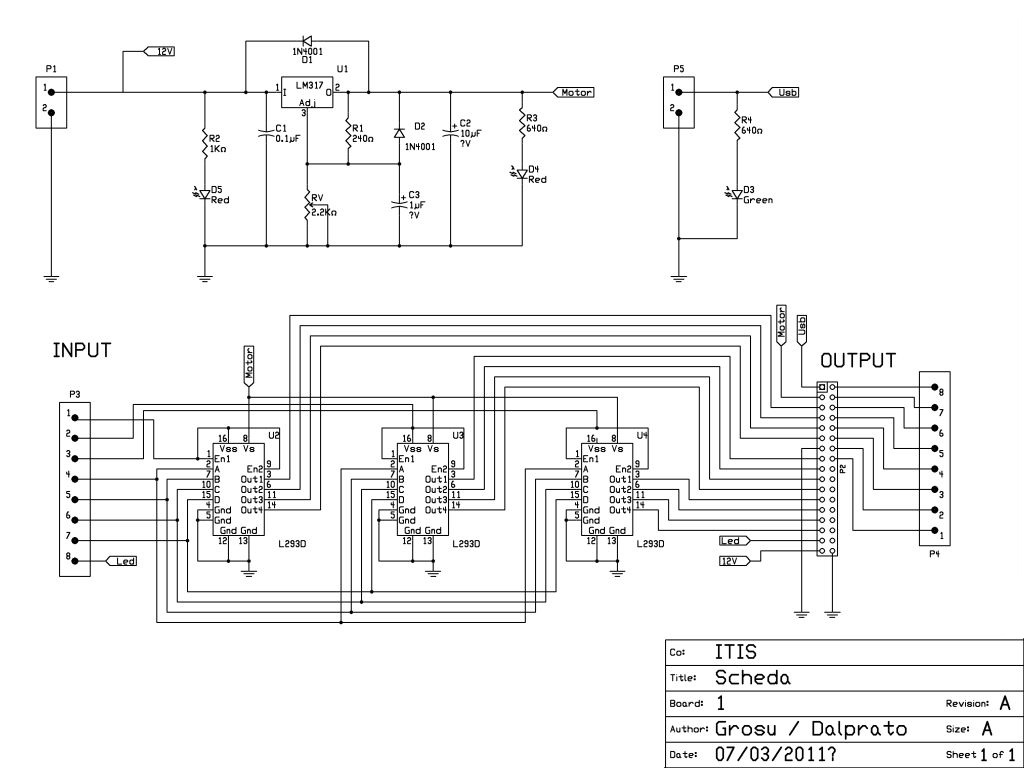 12V
1N4001
D1
P1
1
2
U1
LM317
1 I O 2
Adj
3
Motor
P5
1
2
Usb
R2
1KΩ
C1
0.1µF
R1
240Ω
D2
1N4001
C2
10µF
?V
R3
640Ω
R4
640Ω
D5
Red
RV
2.2KΩ
C3
1µF
?V
D4
Red
D3
Green
INPUT
OUTPUT
Motor
Motor
Usb
P3
1
2
3
4
5
6
7
8
Led
U2
16 8
Vss Vs
1 En1
2 A En2 9
7 B Out1 3
10 C Out2 6
15 D Out3 11
4 Gnd Out4 14
5 Gnd
Gnd Gnd
12 13
L293D
U3
16 8
Vss Vs
1 En1
2 A En2 9
7 B Out1 3
10 C Out2 6
15 D Out3 11
4 Gnd Out4 14
5 Gnd
Gnd Gnd
12 13
L293D
U4
16 8
Vss Vs
1 En1
2 A En2 9
7 B Out1 3
10 C Out2 6
15 D Out3 11
4 Gnd Out4 14
5 Gnd
Gnd Gnd
12 13
L293D
P2
Led
12V
8
7
6
5
4
3
2
1
P4
Co: ITIS
Title: Scheda
Board: 1 Revision: A
Author: Grosu / Dalprato Size: A
Date: 07/03/2011? Sheet 1 of 1